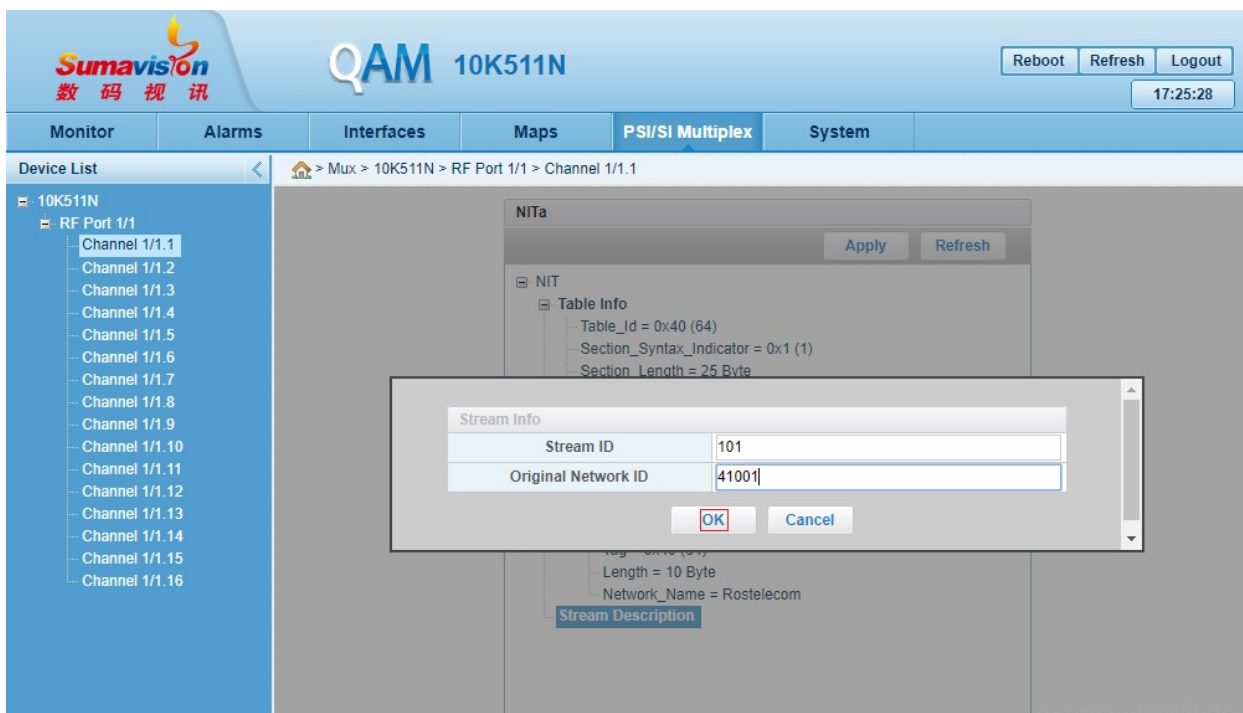 Sumavision
数码视讯
QAM 10K511N
Reboot Refresh Logout
17:25:28
Monitor Alarms Interfaces Maps PSI/SI Multiplex System
Device List
> Mux > 10K511N > RF Port 1/1 > Channel 1/1.1
10K511N
RF Port 1/1
Channel 1/1.1
Channel 1/1.2
Channel 1/1.3
Channel 1/1.4
Channel 1/1.5
Channel 1/1.6
Channel 1/1.7
Channel 1/1.8
Channel 1/1.9
Channel 1/1.10
Channel 1/1.11
Channel 1/1.12
Channel 1/1.13
Channel 1/1.14
Channel 1/1.15
Channel 1/1.16
NITa
Apply Refresh
NIT
Table Info
Table_Id = 0x40 (64)
Section_Syntax_Indicator = 0x1 (1)
Section_Length = 25 Byte
Stream Info
Stream ID 101
Original Network ID 41001
OK Cancel
Length = 10 Byte
Network_Name = Rostelecom
Stream Description